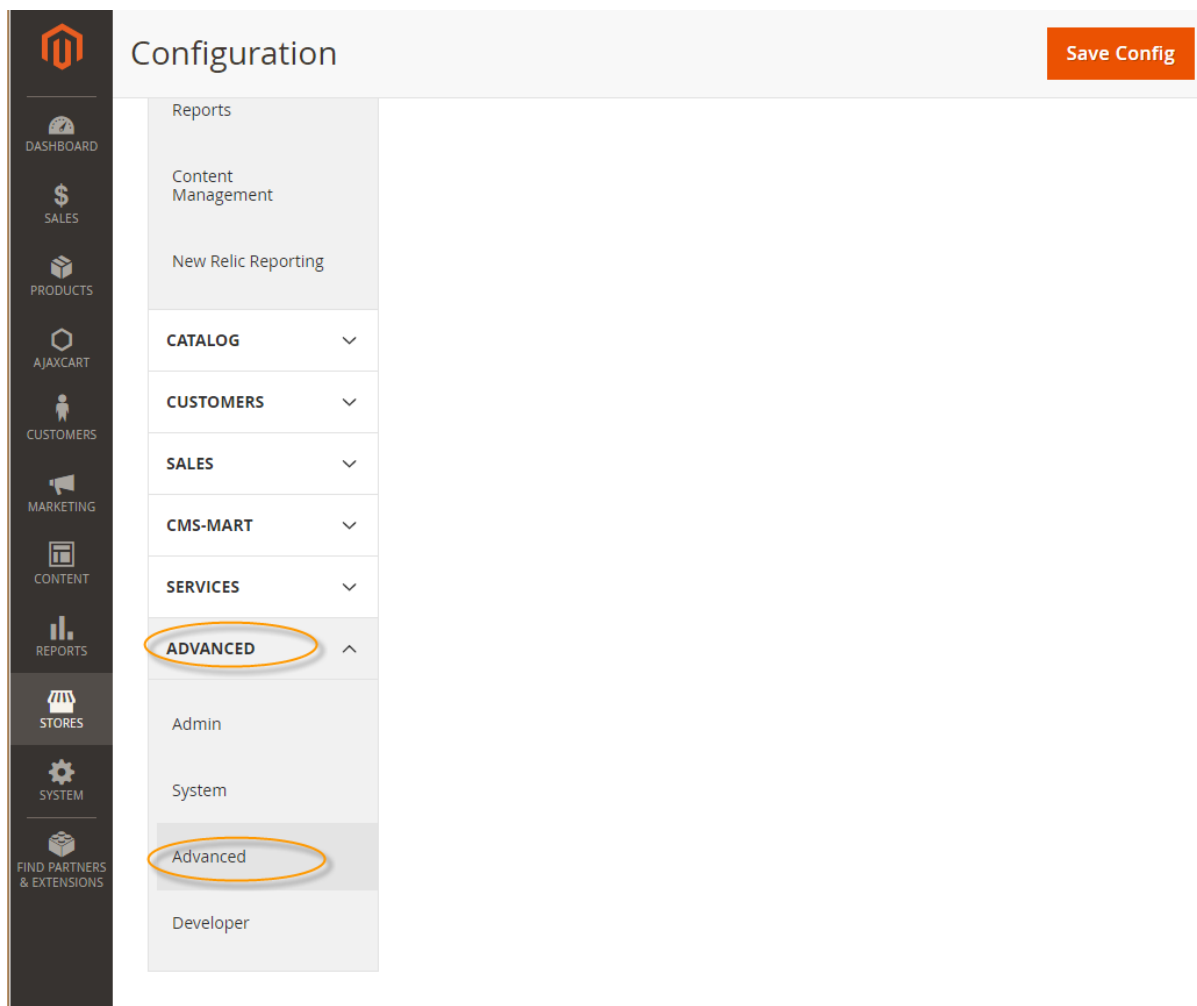 Configuration
Save Config
DASHBOARD
SALES
PRODUCTS
AJAXCART
CUSTOMERS
MARKETING
CONTENT
REPORTS
STORES
SYSTEM
FIND PARTNERS
& EXTENSIONS
Reports
Content
Management
New Relic Reporting
CATALOG
CUSTOMERS
SALES
CMS-MART
SERVICES
ADVANCED
Admin
System
Advanced
Developer